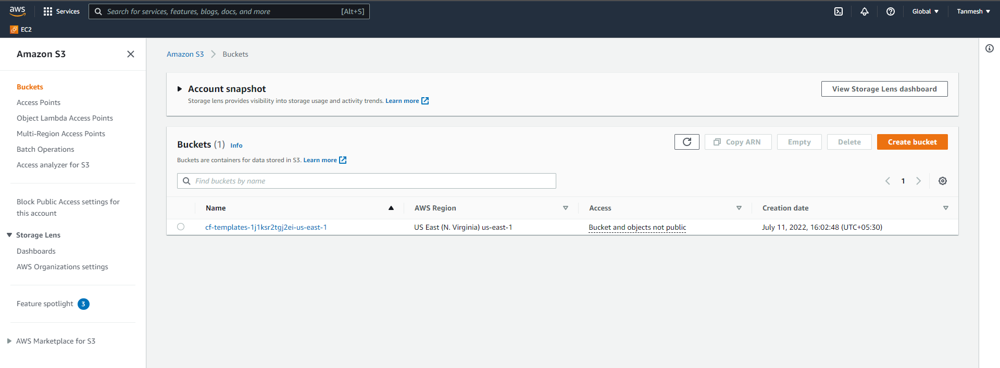 aws
Services
Search for services, features, blogs, docs, and more
[Alt+S]
Global
Tanmesh
EC2
Amazon S3
Buckets
Access Points
Object Lambda Access Points
Multi-Region Access Points
Batch Operations
Access analyzer for S3
Block Public Access settings for
this account
Storage Lens
Dashboards
AWS Organizations settings
Feature spotlight 3
AWS Marketplace for S3
Amazon S3 Buckets
Account snapshot
Storage lens provides visibility into storage usage and activity trends. Learn more
View Storage Lens dashboard
Buckets (1) Info
Copy ARN
Empty
Delete
Create bucket
Buckets are containers for data stored in S3. Learn more
Find buckets by name
1
Name AWS Region Access Creation date
cf-templates-1j1ksr2tgj2ei-us-east-1 US East (N. Virginia) us-east-1 Bucket and objects not public July 11, 2022, 16:02:48 (UTC+05:30)